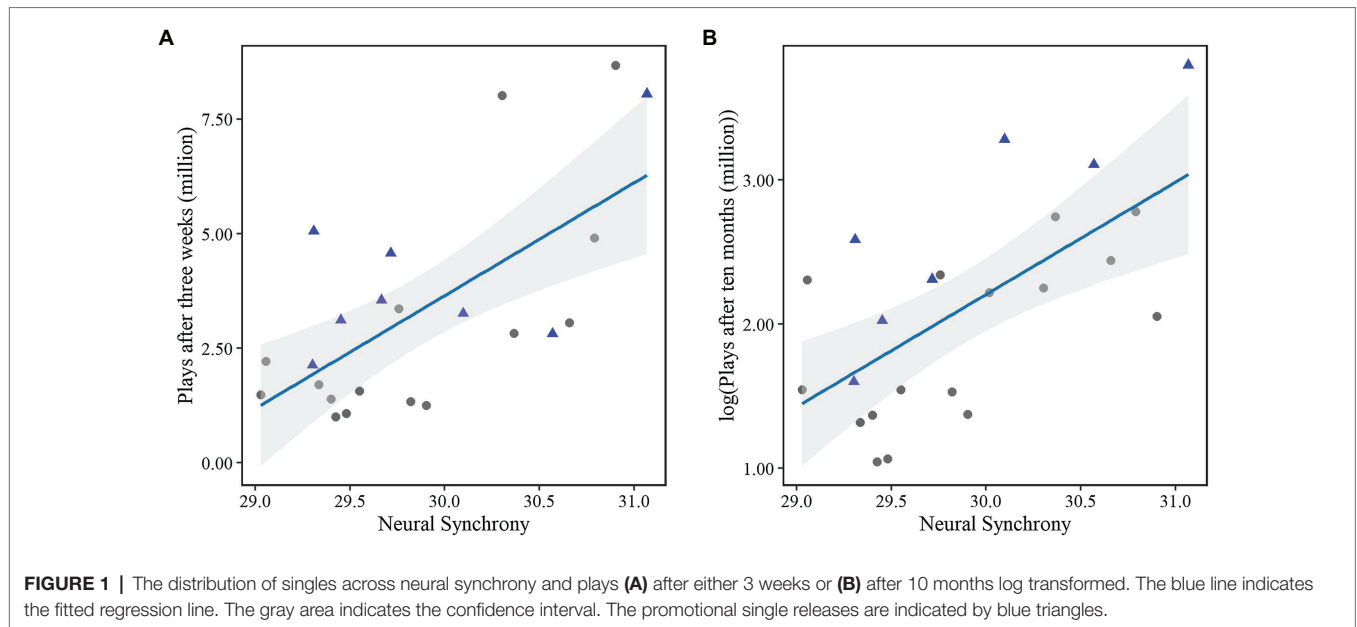 A
B
Plays after three weeks (million)
7.50
5.00
2.50
0.00
29.0 29.5 30.0 30.5 31.0
Neural Synchrony
log(Plays after ten months (million))
3.00
2.00
1.00
29.0 29.5 30.0 30.5 31.0
Neural Synchrony
FIGURE 1 | The distribution of singles across neural synchrony and plays (A) after either 3 weeks or (B) after 10 months log transformed. The blue line indicates
the fitted regression line. The gray area indicates the confidence interval. The promotional single releases are indicated by blue triangles.